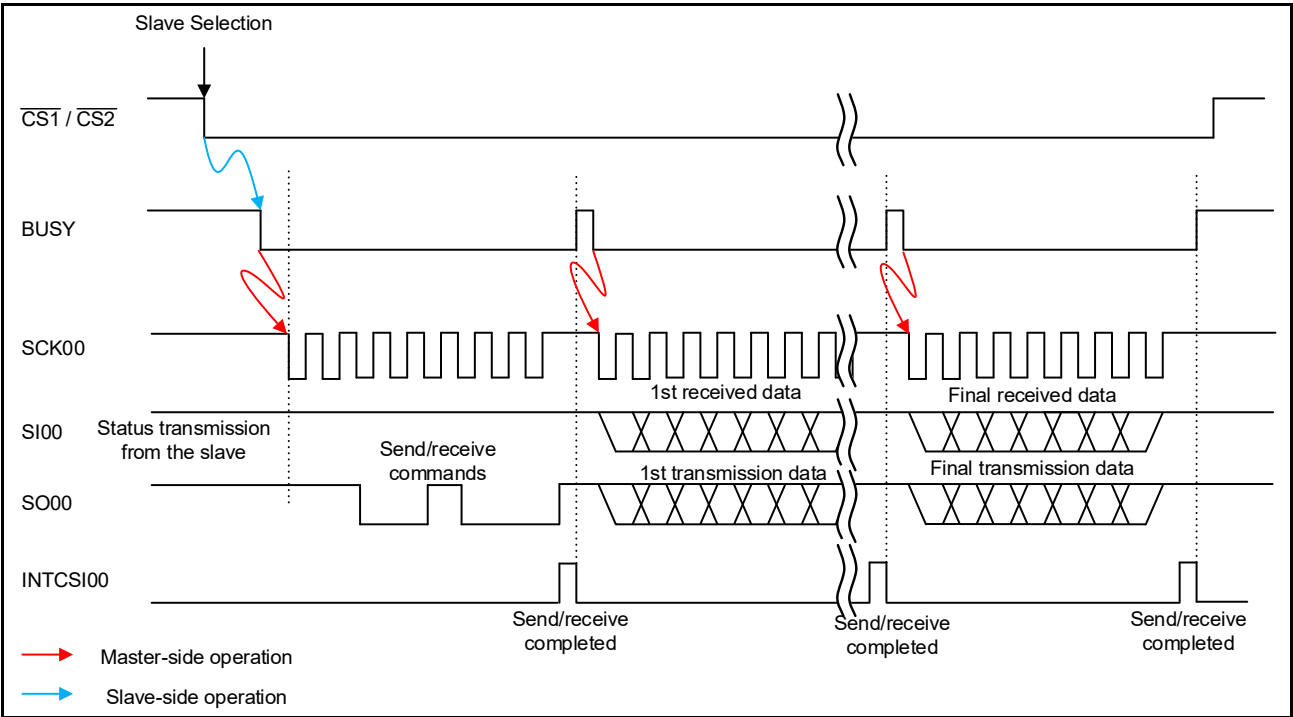 Slave Selection
CS1 / CS2
BUSY
SCK00
1st received data
Final received data
SI00
Status transmission
from the slave
Send/receive
commands
1st transmission data
Final transmission data
SO00
INTCSI00
Send/receive
completed
Send/receive
completed
Send/receive
completed
Master-side operation
Slave-side operation